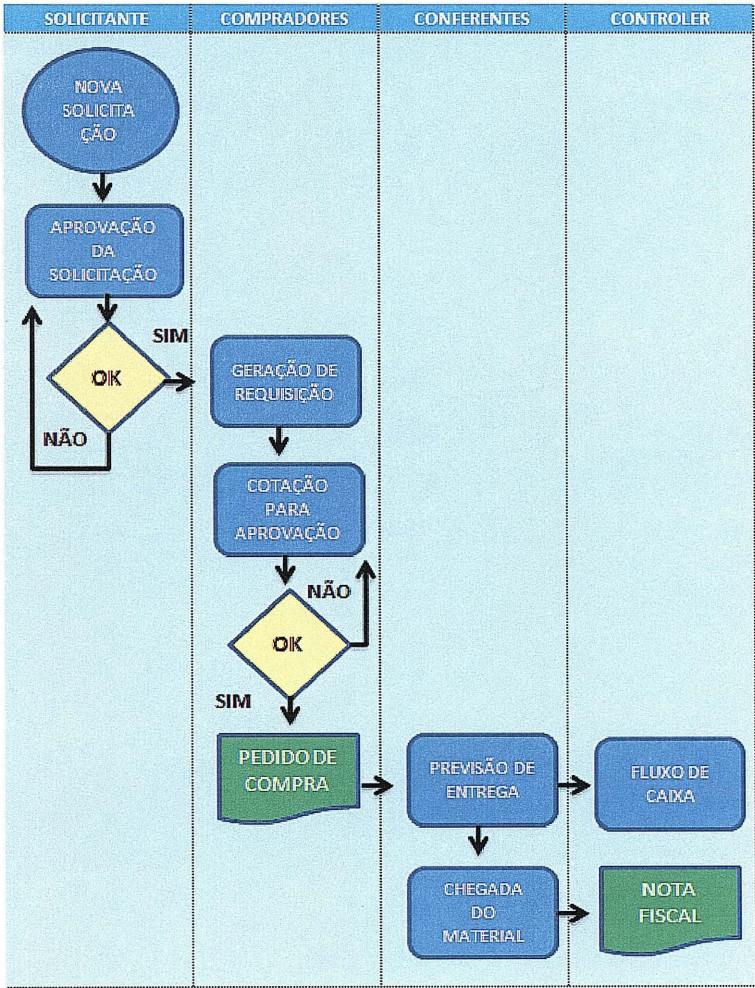 SOLICITANTE
COMPRADORES
CONFERENTES
CONTROLER
NOVA
SOLICITA
ÇÃO
APROVAÇÃO
DA
SOLICITAÇÃO
SIM
OK
NÃO
GERAÇÃO DE
REQUISIÇÃO
COTAÇÃO
PARA
APROVAÇÃO
NÃO
OK
SIM
PEDIDO DE
COMPRA
PREVISÃO DE
ENTREGA
FLUXO DE
CAIXA
CHEGADA
DO
MATERIAL
NOTA
FISCAL